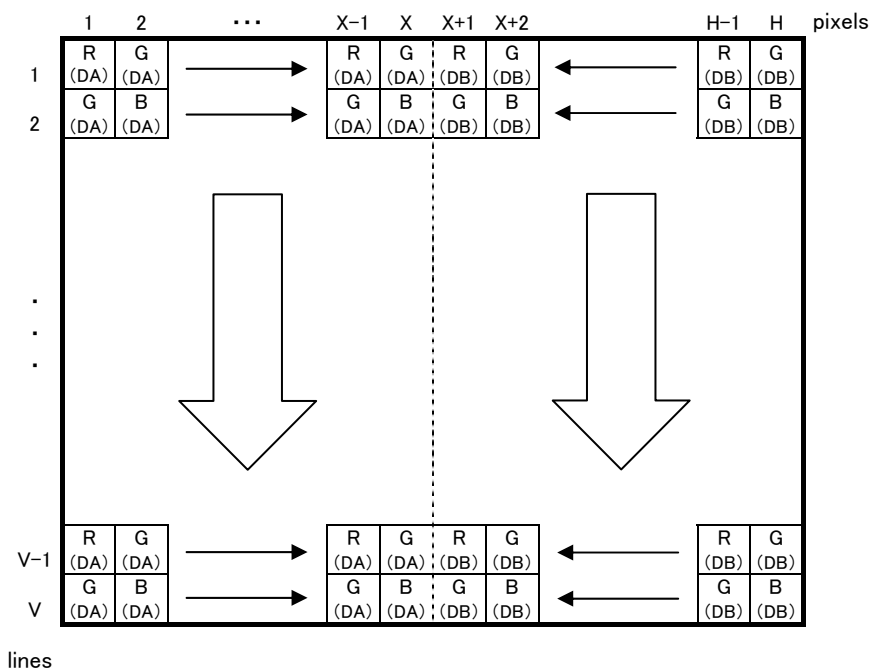 1 2 ・・・ X-1 X X+1 X+2 H-1 H pixels
R G R G R G R G
1 (DA) (DA) (DA) (DA) (DB) (DB) (DB) (DB)
G B G B G B G B
2 (DA) (DA) (DA) (DA) (DB) (DB) (DB) (DB)
・
・
・
R G R G R G R G
V-1 (DA) (DA) (DA) (DA) (DB) (DB) (DB) (DB)
G B G B G B G B
V (DA) (DA) (DA) (DA) (DB) (DB) (DB) (DB)
lines